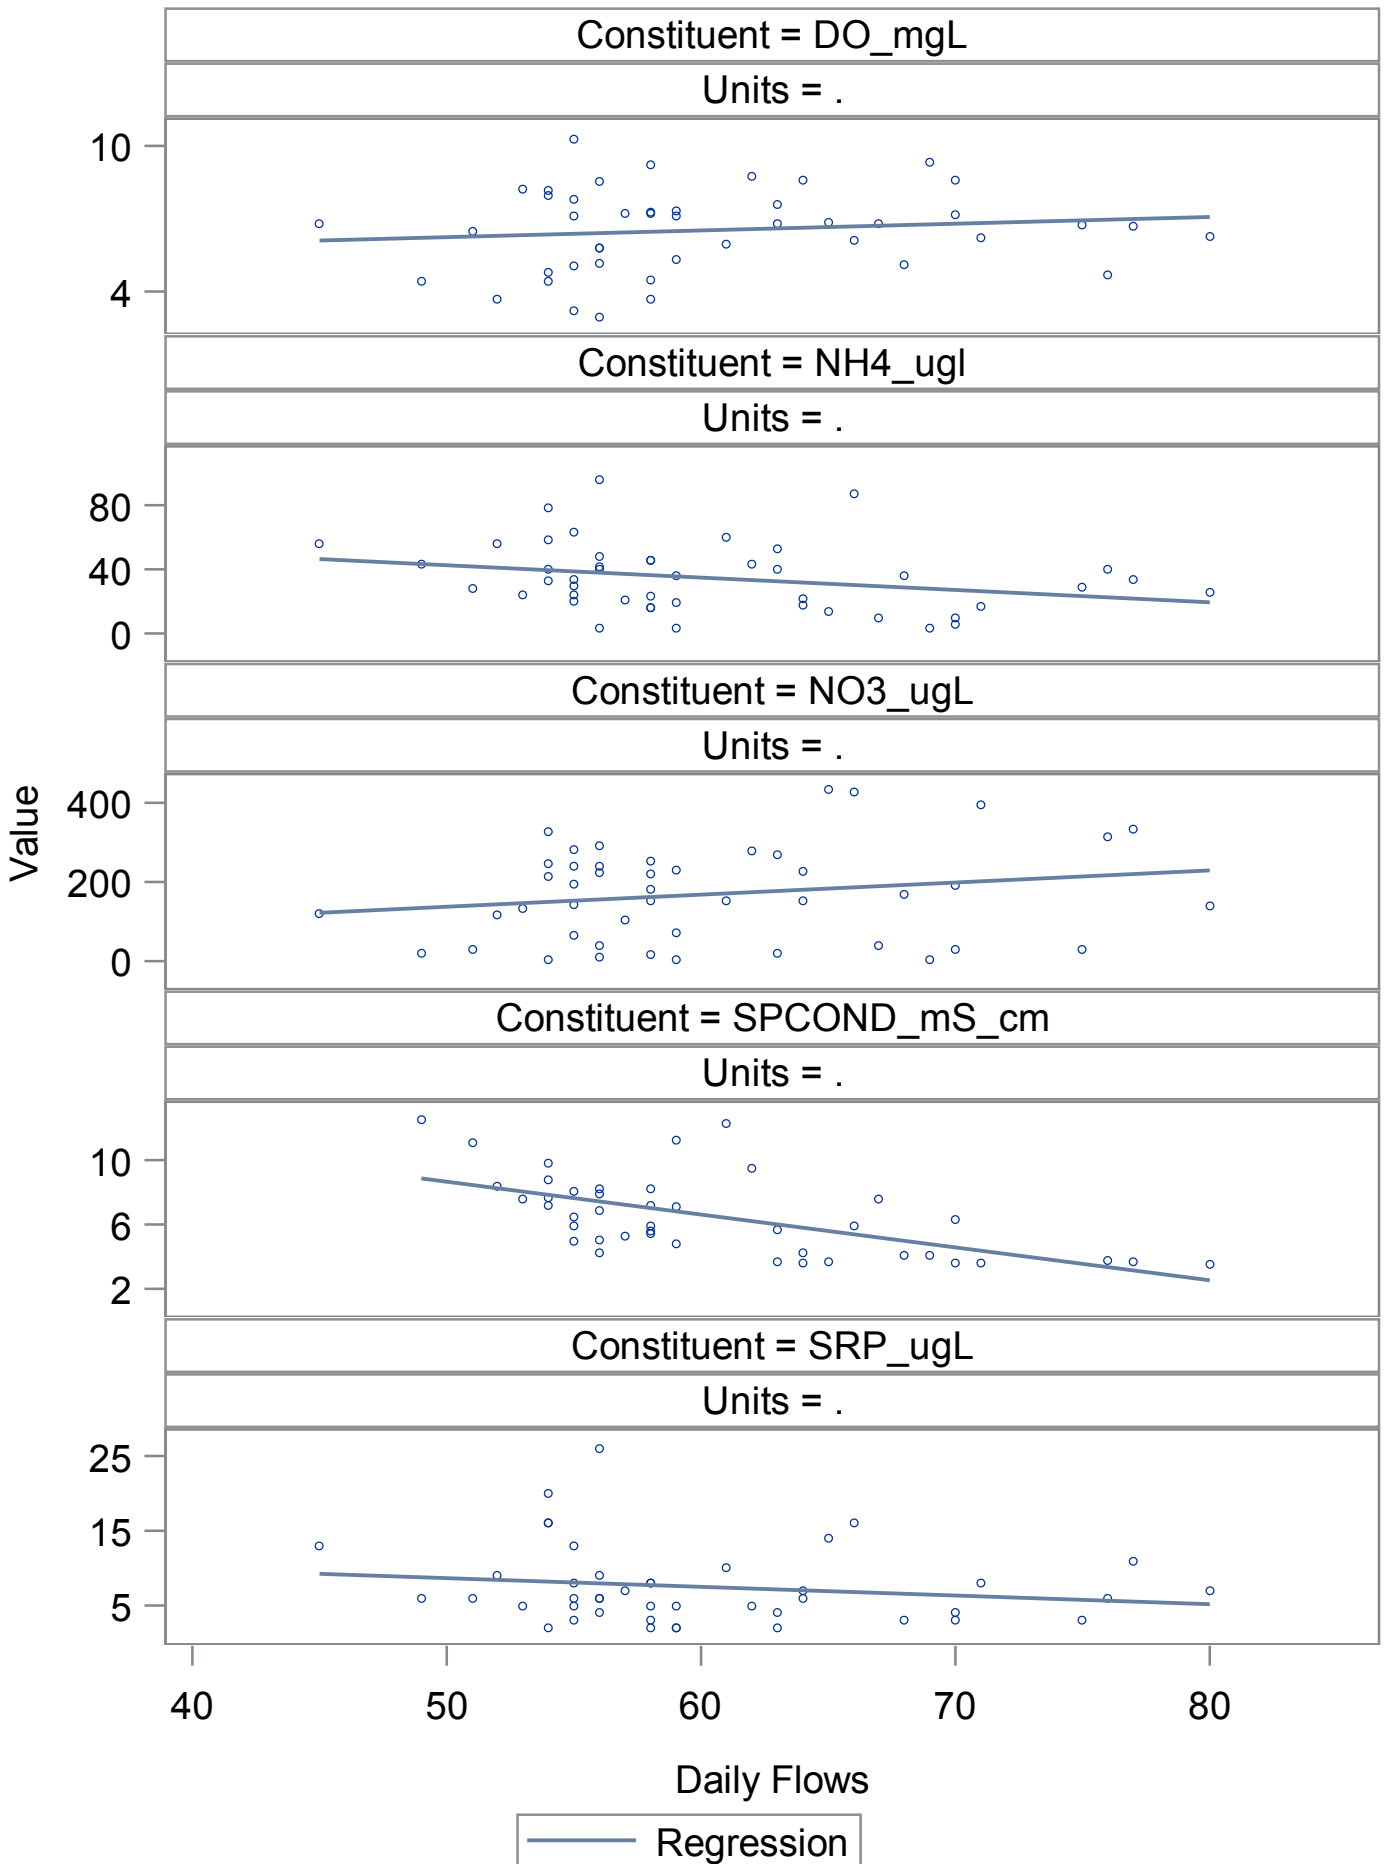 Constituent = DO_mgL
Units = .
10
4
Constituent = NH4_ugl
Units = .
80
40
0
Constituent = NO3_ugL
Units = .
Value
400
200
0
Constituent = SPCOND_mS_cm
Units = .
10
6
2
Constituent = SRP_ugL
Units = .
25
15
5
40 50 60 70 80
Daily Flows
Regression